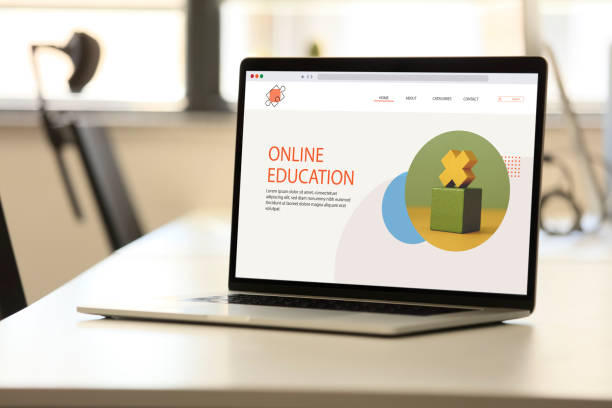 HOME ABOUT CATEGORIES CONTACT
ONLINE
EDUCATION
Lorem ipsum dolor sit amet, consectetuer
adipiscing elit, sed diam nonummy nibh
euismod tincidunt ut laoreet dolore
magna aliquam erat volutpat.